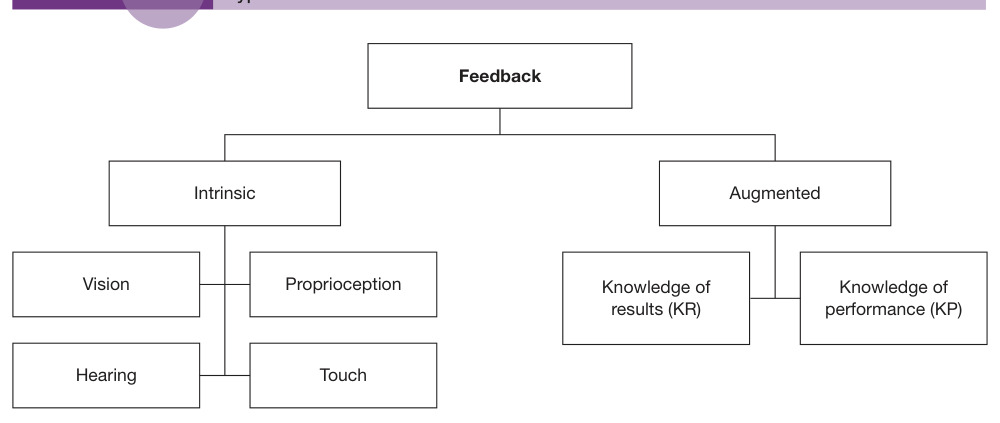 Feedback
Intrinsic
Augmented
Vision
Proprioception
Knowledge of
results (KR)
Knowledge of
performance (KP)
Hearing
Touch